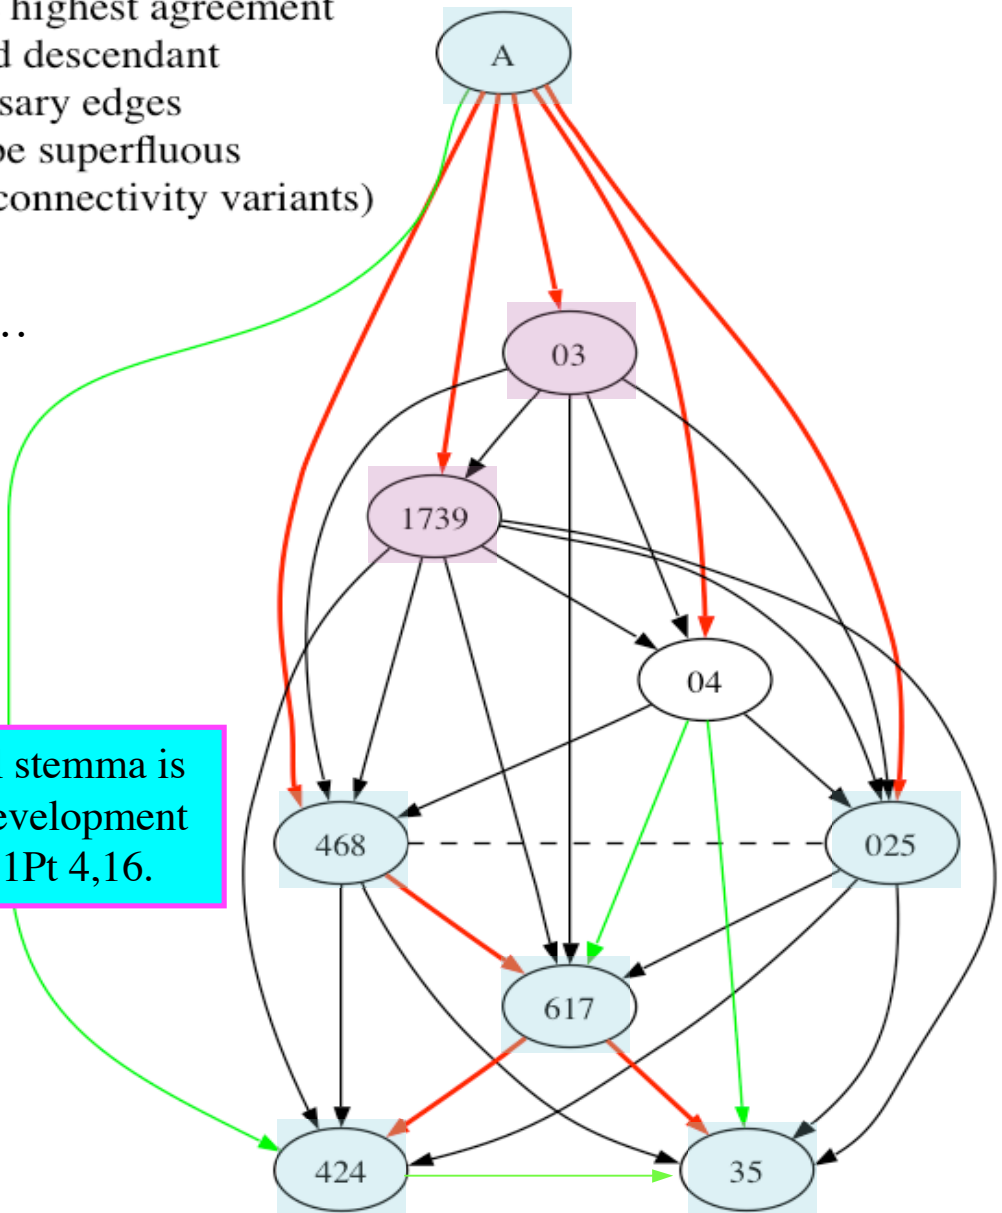 highest agreement
d descendant
sary edges
be superfluous
connectivity variants)
…
A
03
1739
04
stemma is
evelopment
1Pt 4,16.
468
025
617
424
35